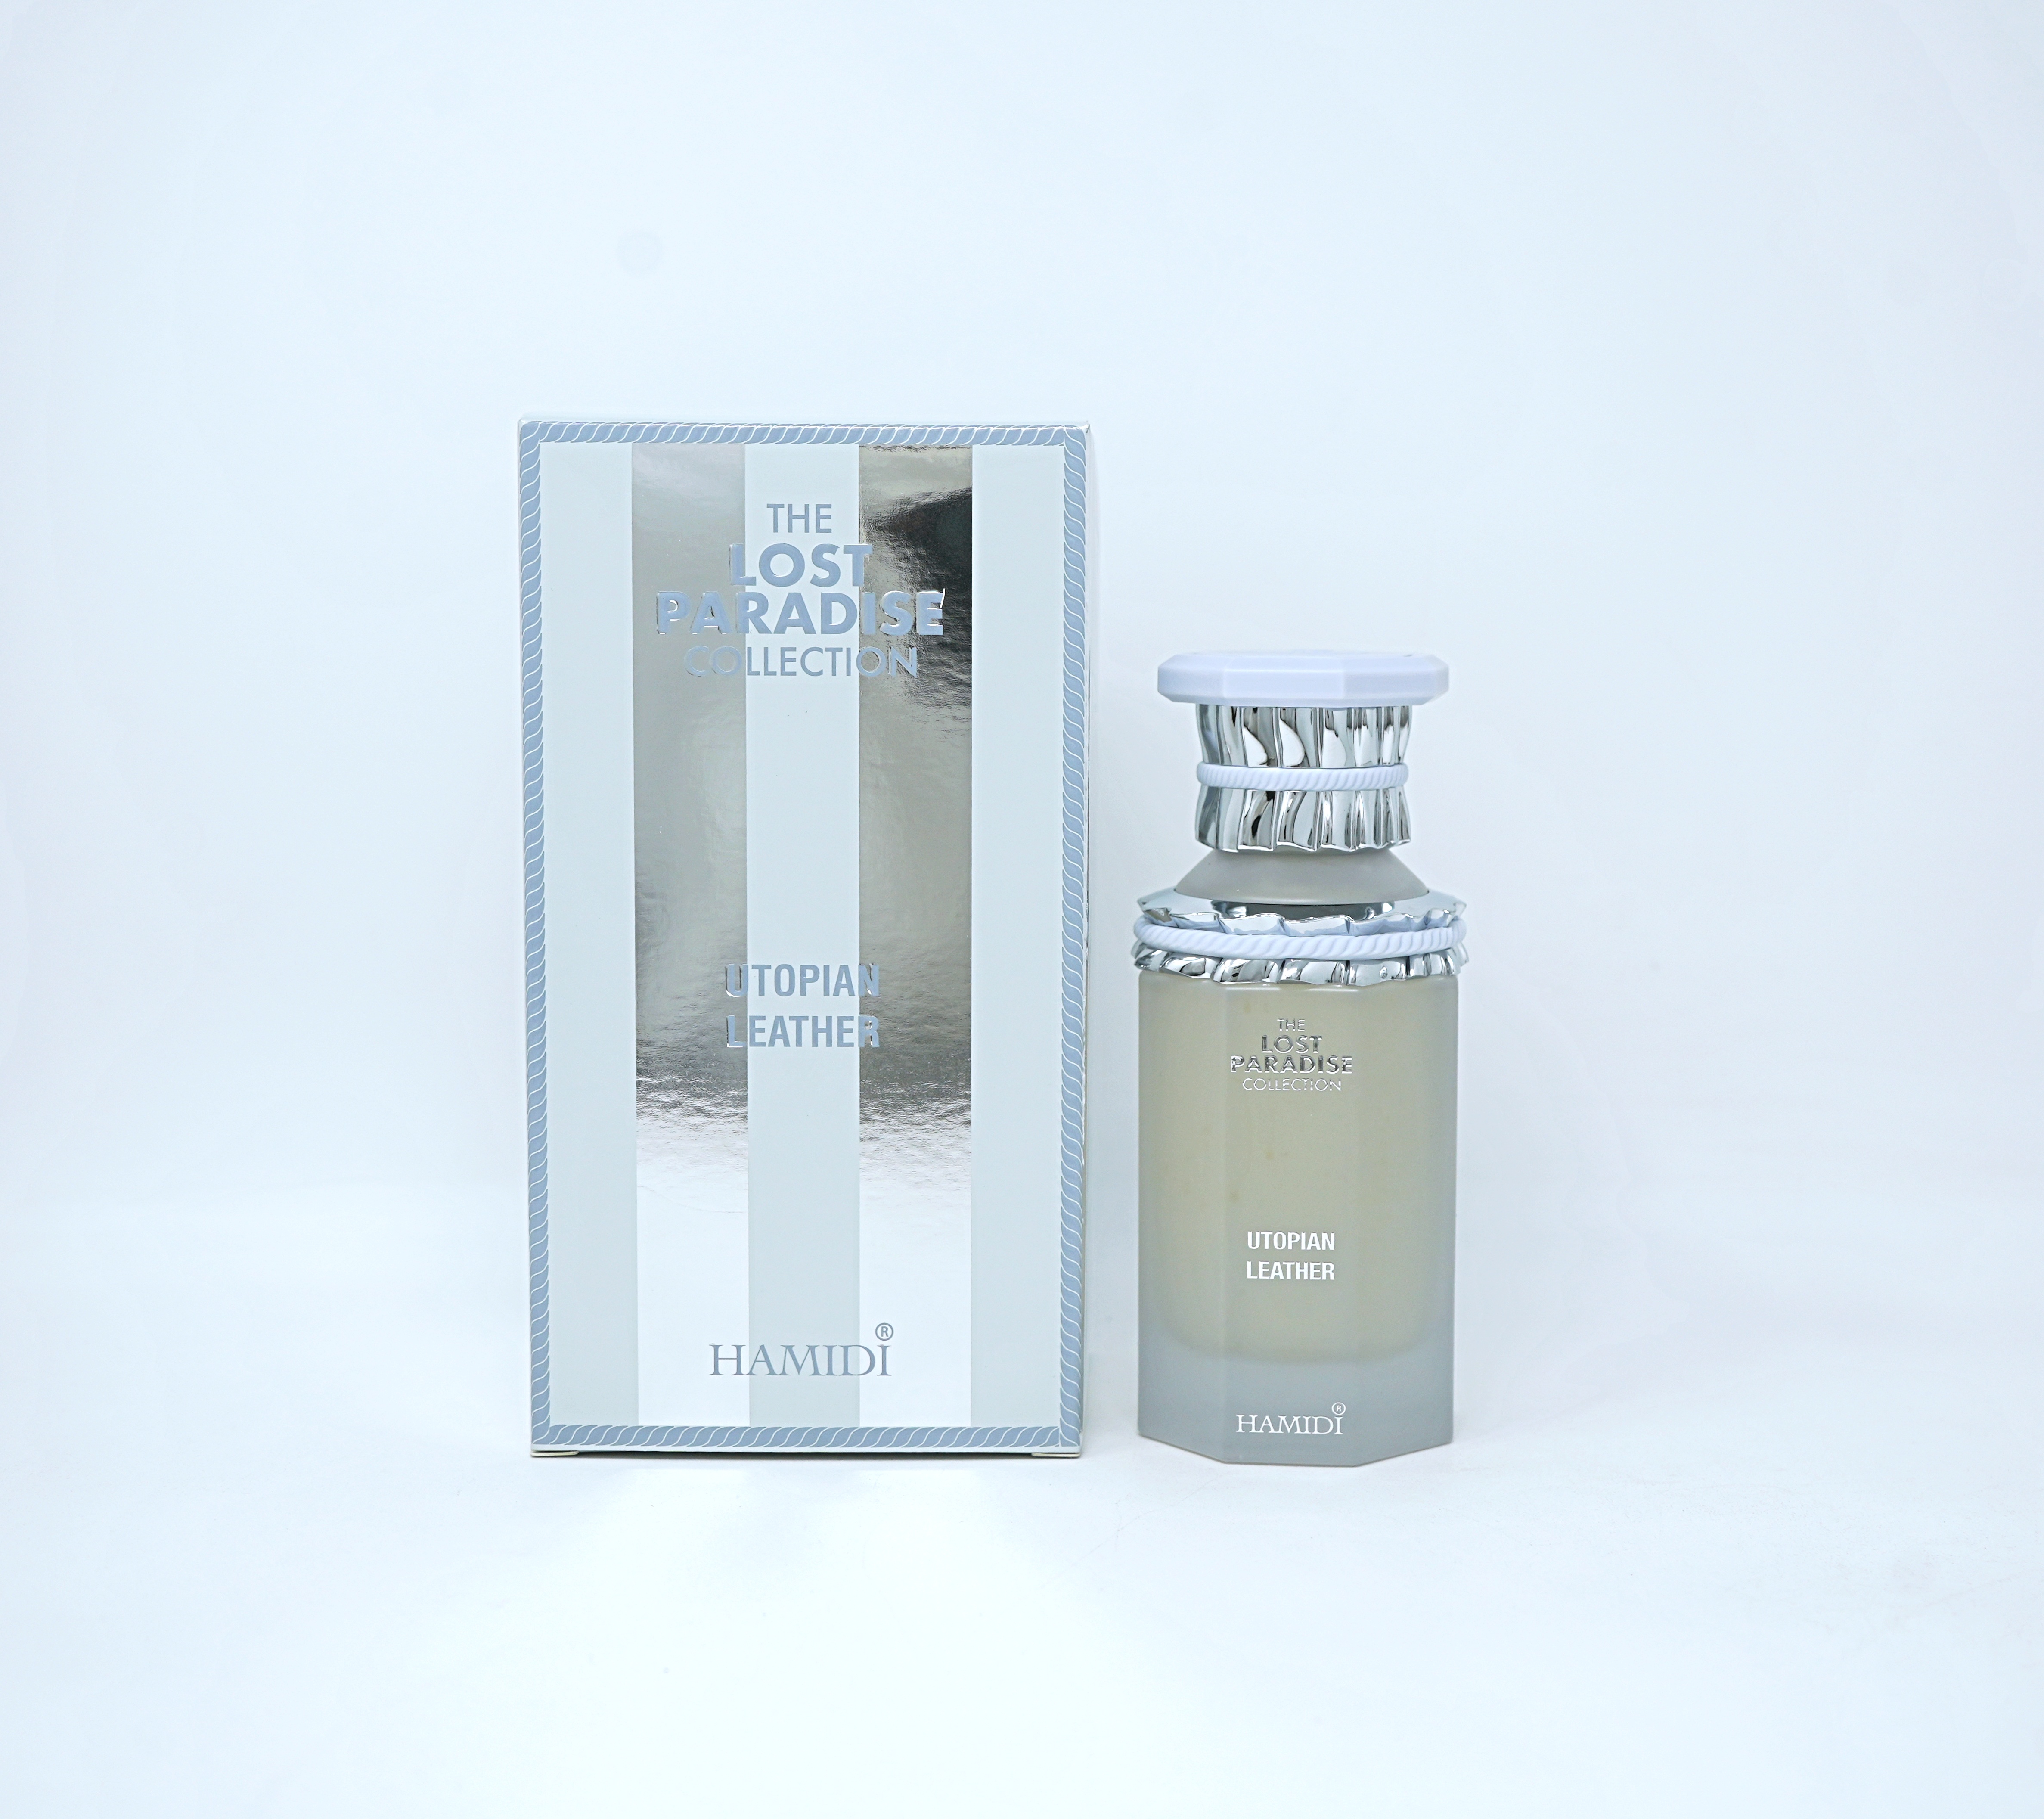 THE
LOST
PARADISE
COLLECTION
UTOPIAN
LEATHER
HAMIDI®
THE
LOST
PARADISE
COLLECTION
UTOPIAN
LEATHER
HAMIDI®